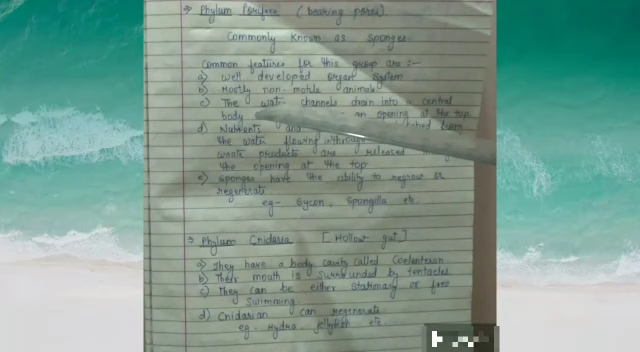 ⇒ Phylum Porifera (bearing pores)
Commonly Known as sponges.
Common features for this group are :-
a) well developed organ system
b) Mostly non-motile animals
c) The water channels drain into a central
body an opening at the top
d) Nutrients and from
the water flowing through
waste products are released
the opening at the top.
e) sponges have the ability to regrow or
regenerate.
eg- Sycon, Spongilla etc
⇒ Phylum Cnidaria [Hollow gut]
a) They have a body cavity called Coelenteron
b) Their mouth is surrounded by tentacles
c) They can be either stationary or free
Swimming
d) Cnidarian can regenerate
eg- Hydra jellyfish etc